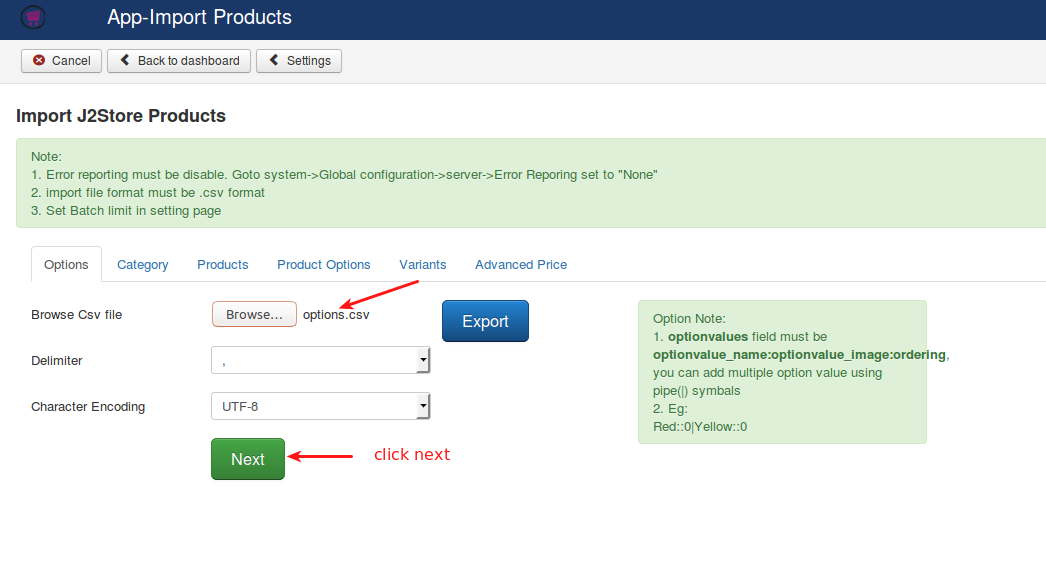 App-Import Products
Cancel
Back to dashboard
Settings
Import J2Store Products
Note:
1. Error reporting must be disable. Goto system->Global configuration->server->Error Reporing set to "None"
2. import file format must be .csv format
3. Set Batch limit in setting page
Options
Category
Products
Product Options
Variants
Advanced Price
Browse Csv file
Browse...
options.csv
Export
Delimiter
,
Character Encoding
UTF-8
Next
click next
Option Note:
1. optionvalues field must be
optionvalue_name:optionvalue_image:ordering,
you can add multiple option value using
pipe(|) symbals
2. Eg:
Red::0|Yellow::0